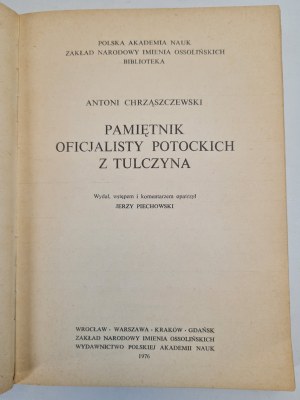 POLSKA AKADEMIA NAUK
ZAKŁAD NARODOWY IMIENIA OSSOLIŃSKICH
BIBLIOTEKA
ANTONI CHRZĄSZCZEWSKI
PAMIĘTNIK
OFICJALISTY POTOCKICH
Z TULCZYNA
Wydał, wstępem i komentarzem opatrzył
JERZY PIECHOWSKI
WROCŁAW · WARSZAWA · KRAKÓW · GDAŃSK
ZAKŁAD NARODOWY IMIENIA OSSOLIŃSKICH
WYDAWNICTWO POLSKIEJ AKADEMII NAUK
1976